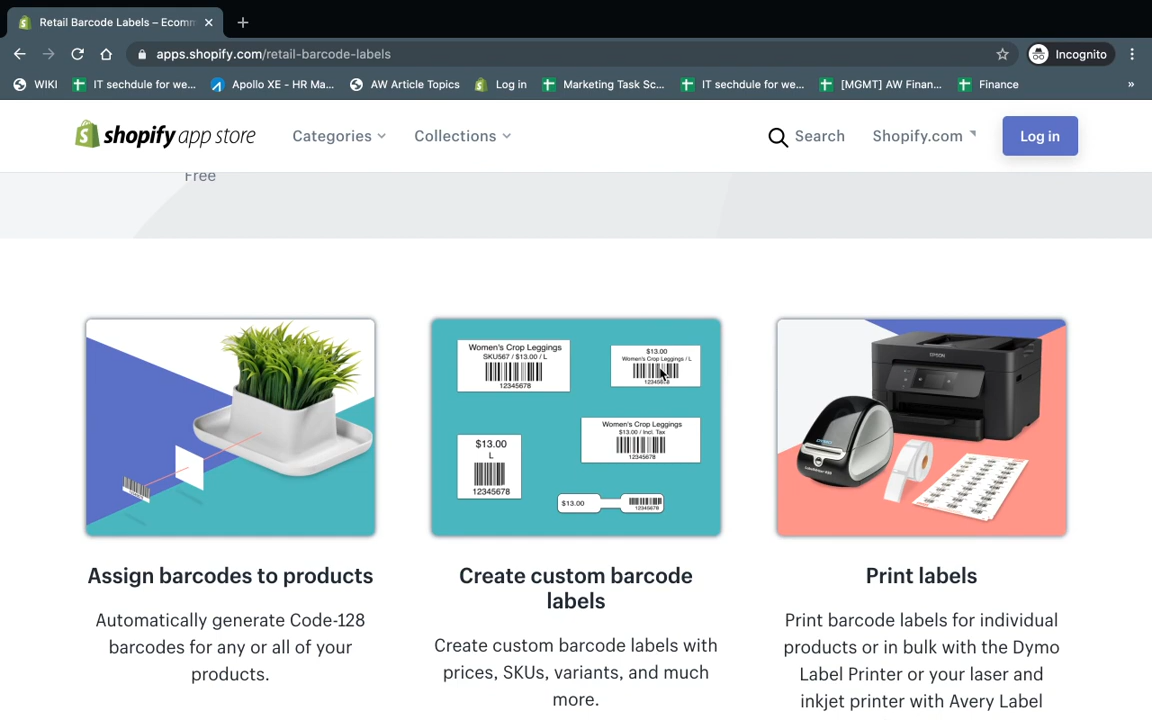 Retail Barcode Labels – Ecomm
apps.shopify.com/retail-barcode-labels
Incognito
WIKI
IT sechdule for we...
Apollo XE - HR Ma...
AW Article Topics
Log in
Marketing Task Sc...
IT sechdule for we...
[MGMT] AW Finan...
Finance
»
shopify app store
Categories
Collections
Search
Shopify.com
Log in
Free
Women's Crop Leggings
SKU567 / $13.00 / L
12345678
$13.00
Women's Crop Leggings / L
12345678
Women's Crop Leggings
$13.00 / Incl. Tax
12345678
$13.00
L
12345678
$13.00
12345678
EPSON
Assign barcodes to products
Automatically generate Code-128
barcodes for any or all of your
products.
Create custom barcode
labels
Create custom barcode labels with
prices, SKUs, variants, and much
more.
Print labels
Print barcode labels for individual
products or in bulk with the Dymo
Label Printer or your laser and
inkjet printer with Avery Label